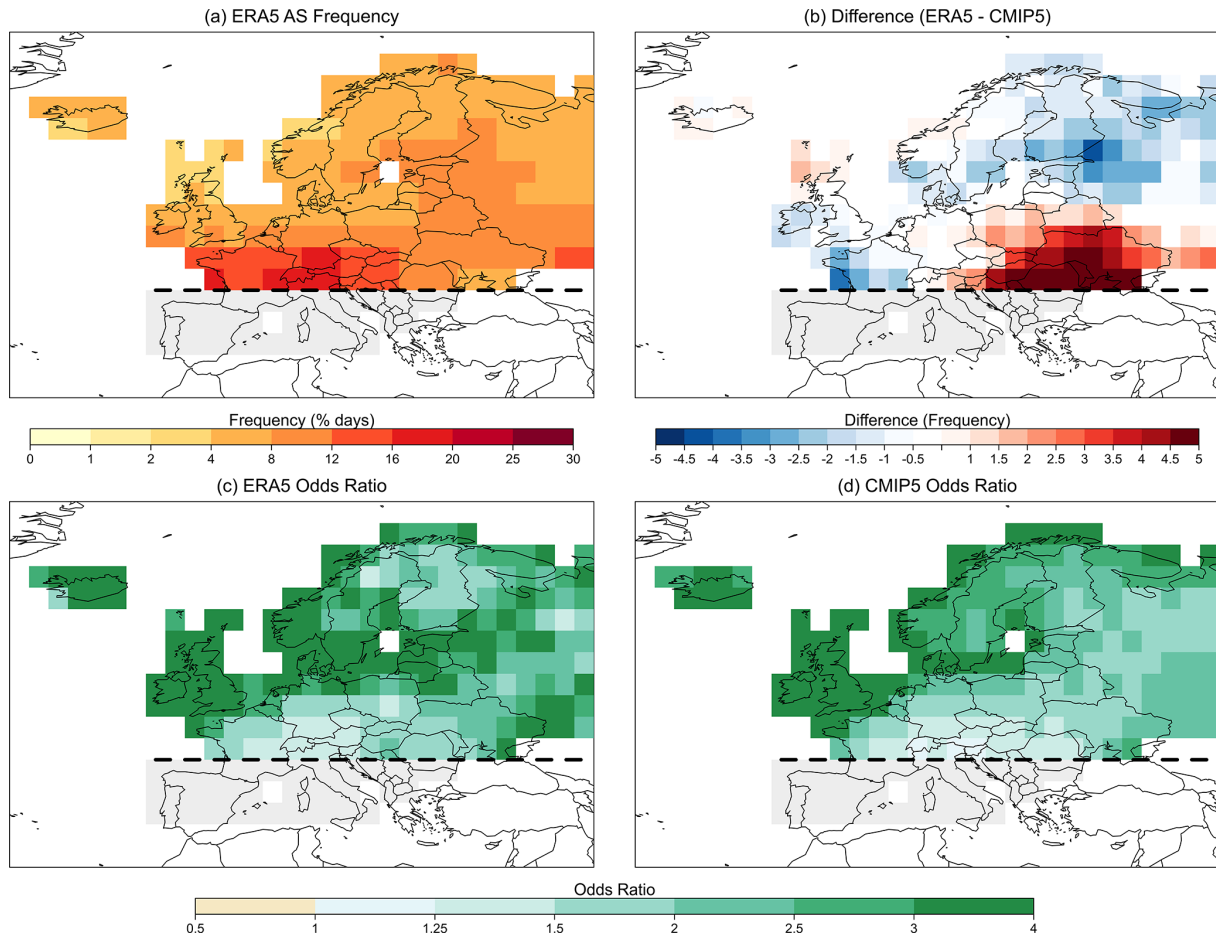 (a) ERA5 AS Frequency
(b) Difference (ERA5 - CMIP5)
Frequency (% days)
0 1 2 4 8 12 16 20 25 30
Difference (Frequency)
-5 -4.5 -4 -3.5 -3 -2.5 -2 -1.5 -1 -0.5 1 1.5 2 2.5 3 3.5 4 4.5 5
(c) ERA5 Odds Ratio
(d) CMIP5 Odds Ratio
Odds Ratio
0.5 1 1.25 1.5 2 2.5 3 4